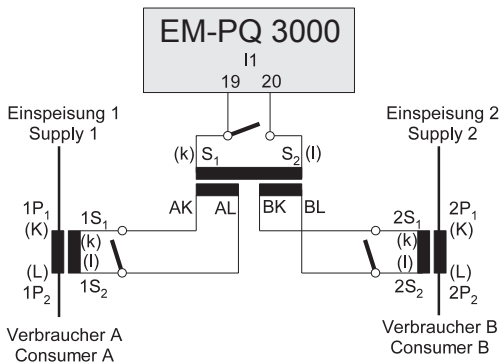 EM-PQ 3000
I1
19 20
Einspeisung 1
Supply 1
Einspeisung 2
Supply 2
(k) S1 S2 (l)
AK AL BK BL
1P1
(K)
(L)
1P2
1S1
(k)
(l)
1S2
2S1
(k)
(l)
2S2
2P1
(K)
(L)
2P2
Verbraucher A
Consumer A
Verbraucher B
Consumer B